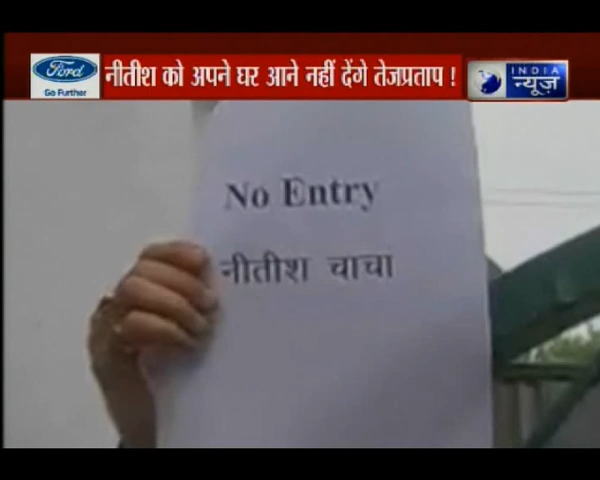 Ford
Go Further
नीतीश को अपने घर आने नहीं देंगे तेजप्रताप !
INDIA
न्यूज़
No Entry
नीतीश चाचा